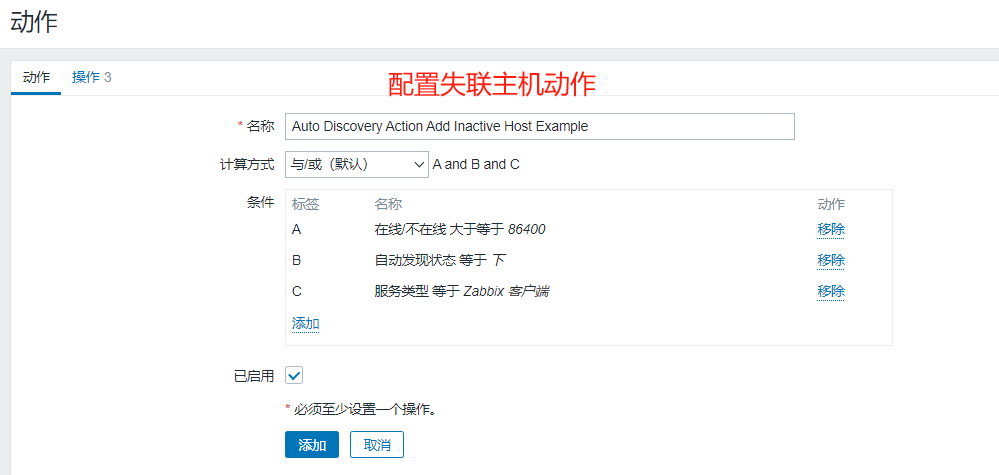 动作
动作 操作 3
配置失联主机动作
* 名称 Auto Discovery Action Add Inactive Host Example
计算方式 与/或（默认） A and B and C
条件 标签 名称 动作
A 在线/不在线 大于等于 86400 移除
B 自动发现状态 等于 下 移除
C 服务类型 等于 Zabbix 客户端 移除
添加
已启用
* 必须至少设置一个操作。
添加 取消